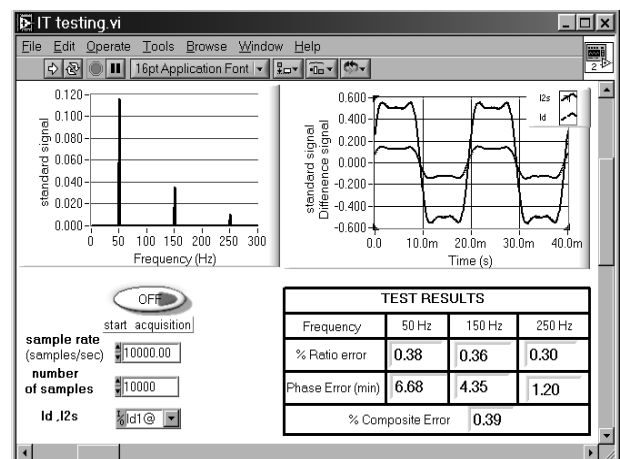 IT testing.vi
File Edit Operate Tools Browse Window Help
16pt Application Font
2
0.120
0.100
0.080
0.060
0.040
0.020
0.000
standard signal
0 50 100 150 200 250 300
Frequency (Hz)
0.600
0.400
0.200
0.000
-0.200
-0.400
-0.600
standard signal
Diffenence signal
I2s
Id
0.0 10.0m 20.0m 30.0m 40.0m
Time (s)
OFF
start acquisition
sample rate
(samples/sec) 10000.00
number
of samples 10000
Id ,I2s Id1@
TEST RESULTS
Frequency 50 Hz 150 Hz 250 Hz
% Ratio error 0.38 0.36 0.30
Phase Error (min) 6.68 4.35 1.20
% Composite Error 0.39